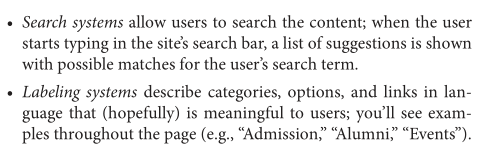 • Search systems allow users to search the content; when the user
starts typing in the site’s search bar, a list of suggestions is shown
with possible matches for the user’s search term.
• Labeling systems describe categories, options, and links in lan-
guage that (hopefully) is meaningful to users; you’ll see exam-
ples throughout the page (e.g., “Admission,” “Alumni,” “Events”).